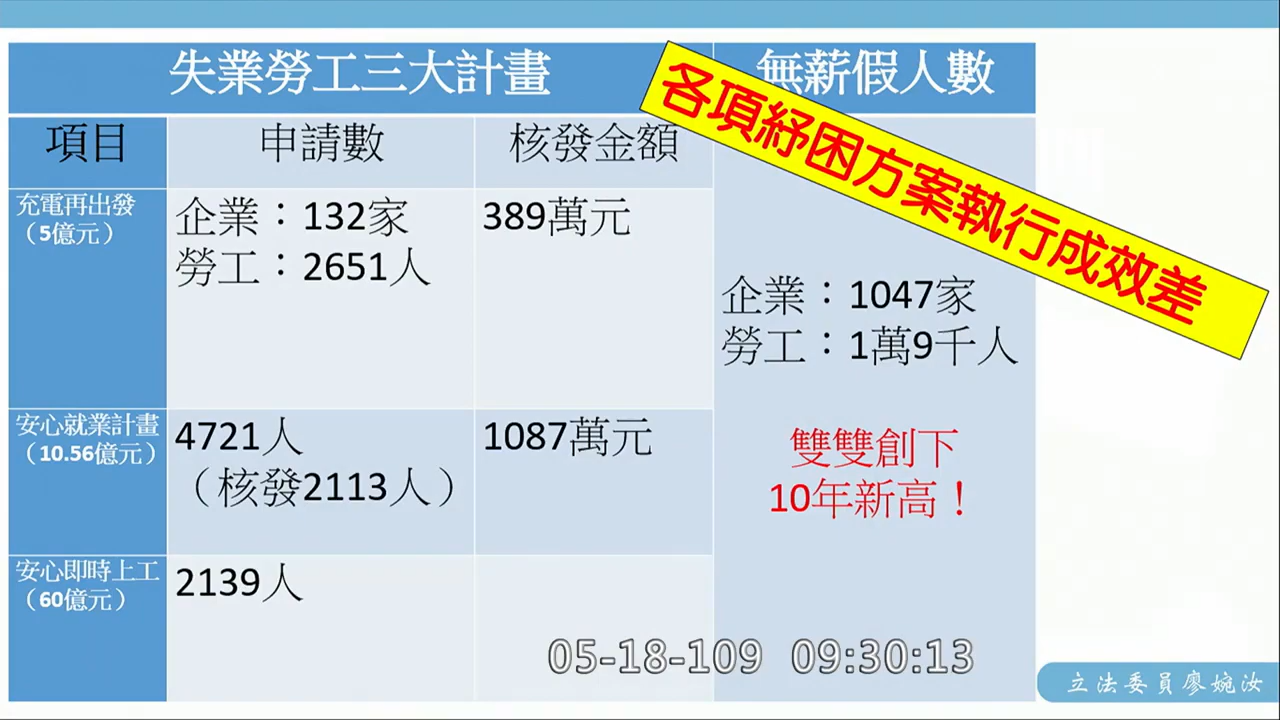 失業勞工三大計畫
無薪假人數
各項紓困方案執行成效差
項目
申請數
核發金額
充電再出發
（5億元）
企業：132家
勞工：2651人
389萬元
企業：1047家
勞工：1萬9千人
安心就業計畫
（10.56億元）
4721人
（核發2113人）
1087萬元
雙雙創下
10年新高！
安心即時上工
（60億元）
2139人
05-18-109 09:30:13
立法委員廖婉汝